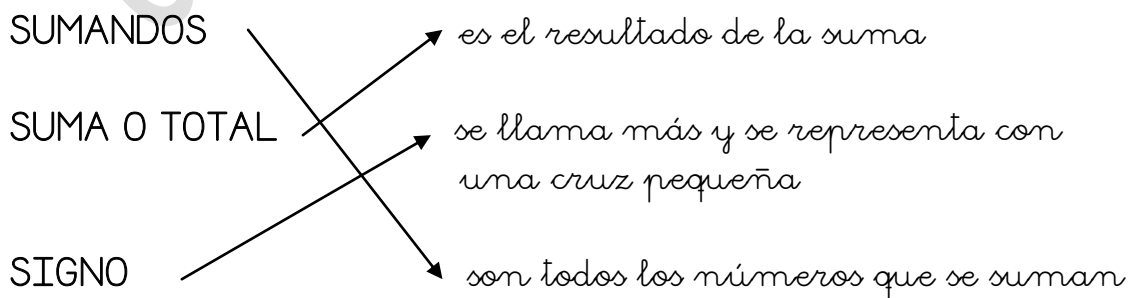 SUMANDOS es el resultado de la suma
SUMA O TOTAL se llama más y se representa con
una cruz pequeña
SIGNO son todos los números que se suman